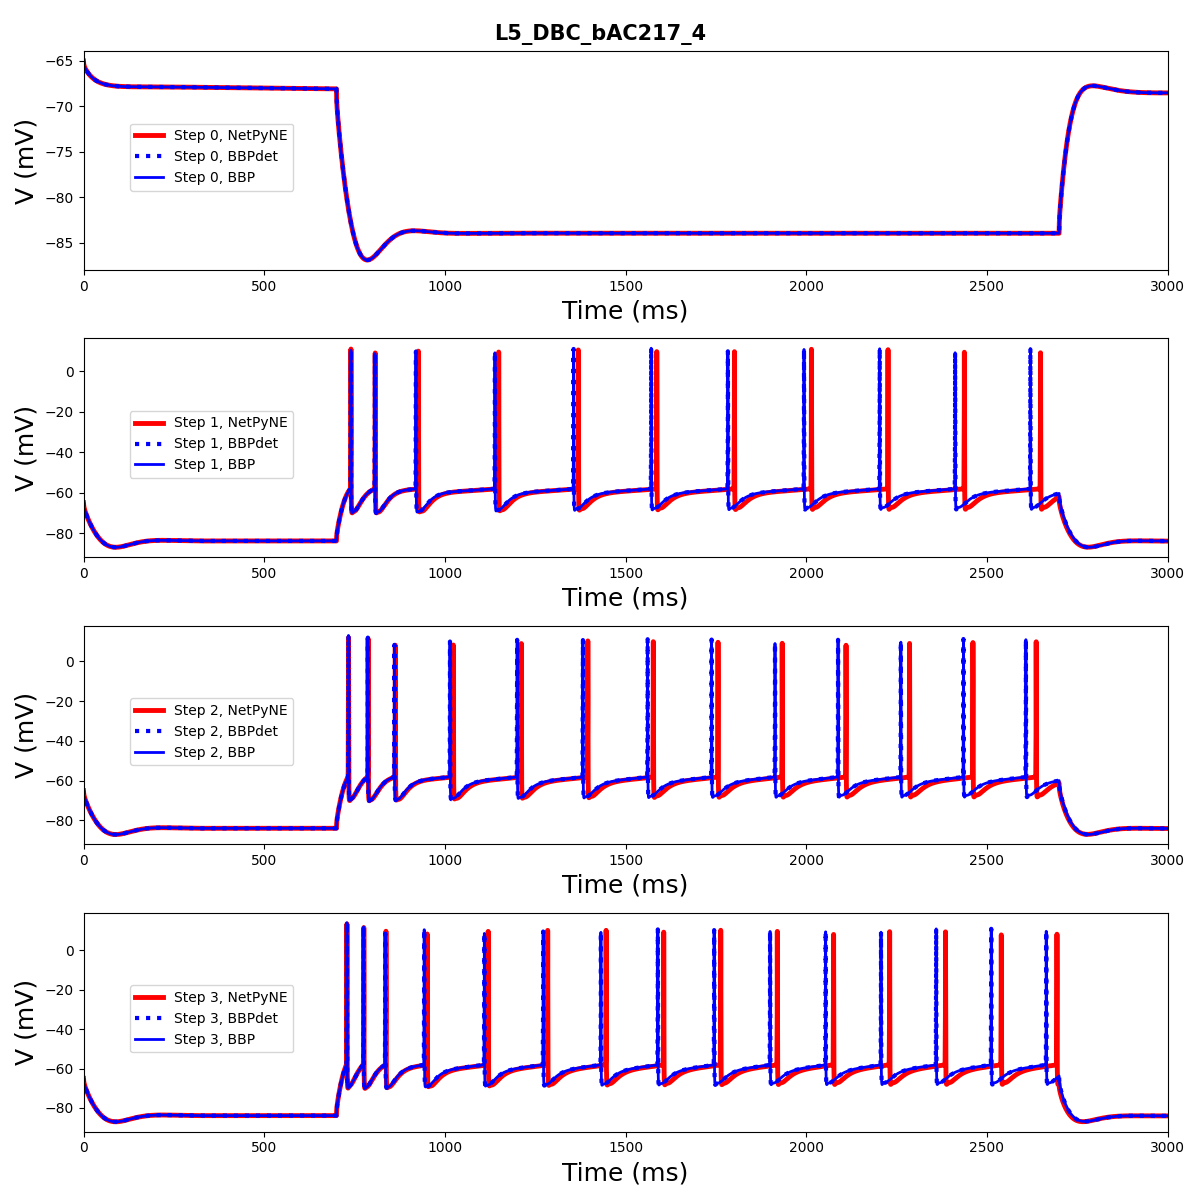 L5_DBC_bAC217_4
−65
−70
−75
−80
−85
V (mV)
Step 0, NetPyNE
Step 0, BBPdet
Step 0, BBP
0 500 1000 1500 2000 2500 3000
Time (ms)
0
−20
−40
−60
−80
V (mV)
Step 1, NetPyNE
Step 1, BBPdet
Step 1, BBP
0 500 1000 1500 2000 2500 3000
Time (ms)
0
−20
−40
−60
−80
V (mV)
Step 2, NetPyNE
Step 2, BBPdet
Step 2, BBP
0 500 1000 1500 2000 2500 3000
Time (ms)
0
−20
−40
−60
−80
V (mV)
Step 3, NetPyNE
Step 3, BBPdet
Step 3, BBP
0 500 1000 1500 2000 2500 3000
Time (ms)